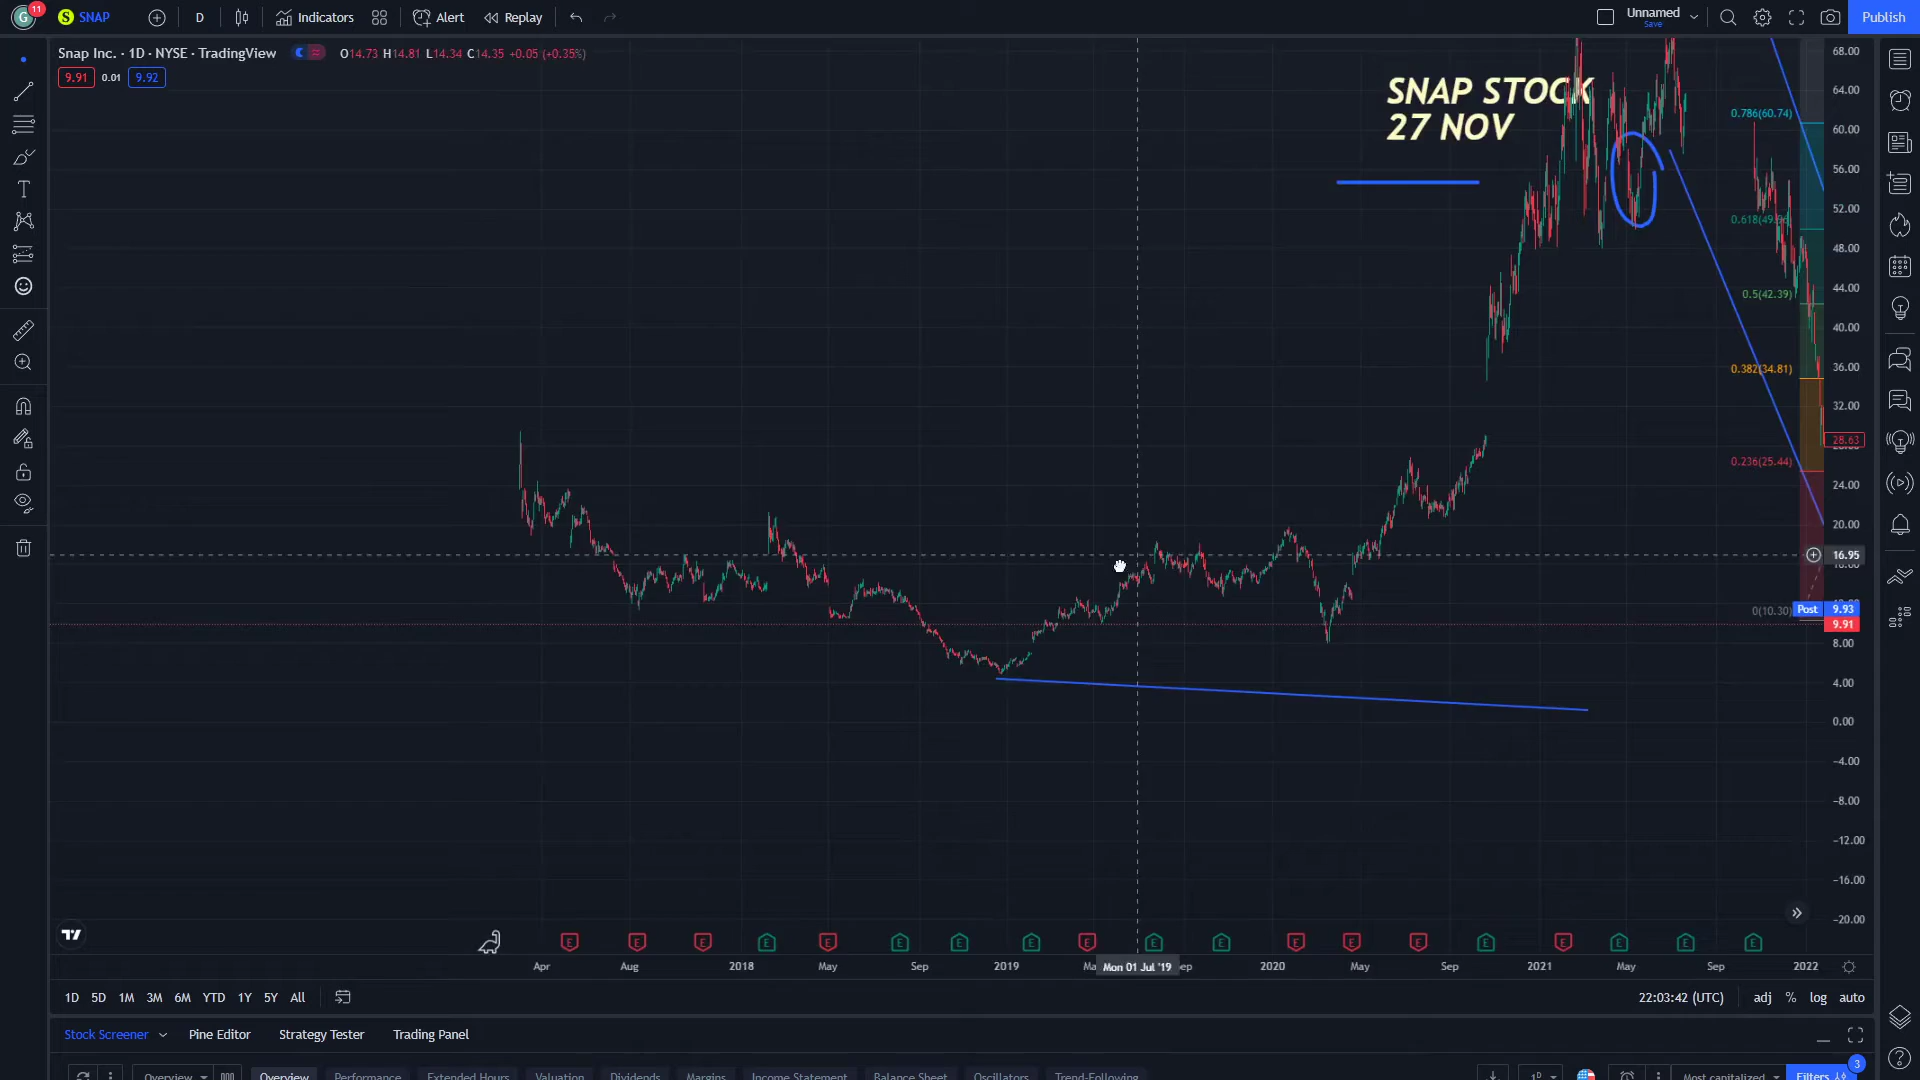 G 11 SNAP D Indicators Alert Replay Unnamed Save Publish
Snap Inc. · 1D · NYSE · TradingView O14.73 H14.81 L14.34 C14.35 +0.05 (+0.35%)
9.91 0.01 9.92
SNAP STOCK
27 NOV
0.786(60.74)
0.5(42.39)
0.382(34.81)
0.236(25.44)
0(10.30)
68.00
64.00
60.00
56.00
52.00
48.00
44.00
40.00
36.00
32.00
28.63
24.00
20.00
16.95
Post 9.93
9.91
8.00
4.00
0.00
−4.00
−8.00
−12.00
−16.00
−20.00
E E E E E E E E E E E E E E E E E E E
Apr Aug 2018 May Sep 2019 Mon 01 Jul '19 2020 May Sep 2021 May Sep 2022
1D 5D 1M 3M 6M YTD 1Y 5Y All 22:03:42 (UTC) adj % log auto
Stock Screener Pine Editor Strategy Tester Trading Panel
3
Overview Overview Performance Extended Hours Valuation Dividends Margins Income Statement Balance Sheet Oscillators Trend-Following 1D Most capitalized Filters